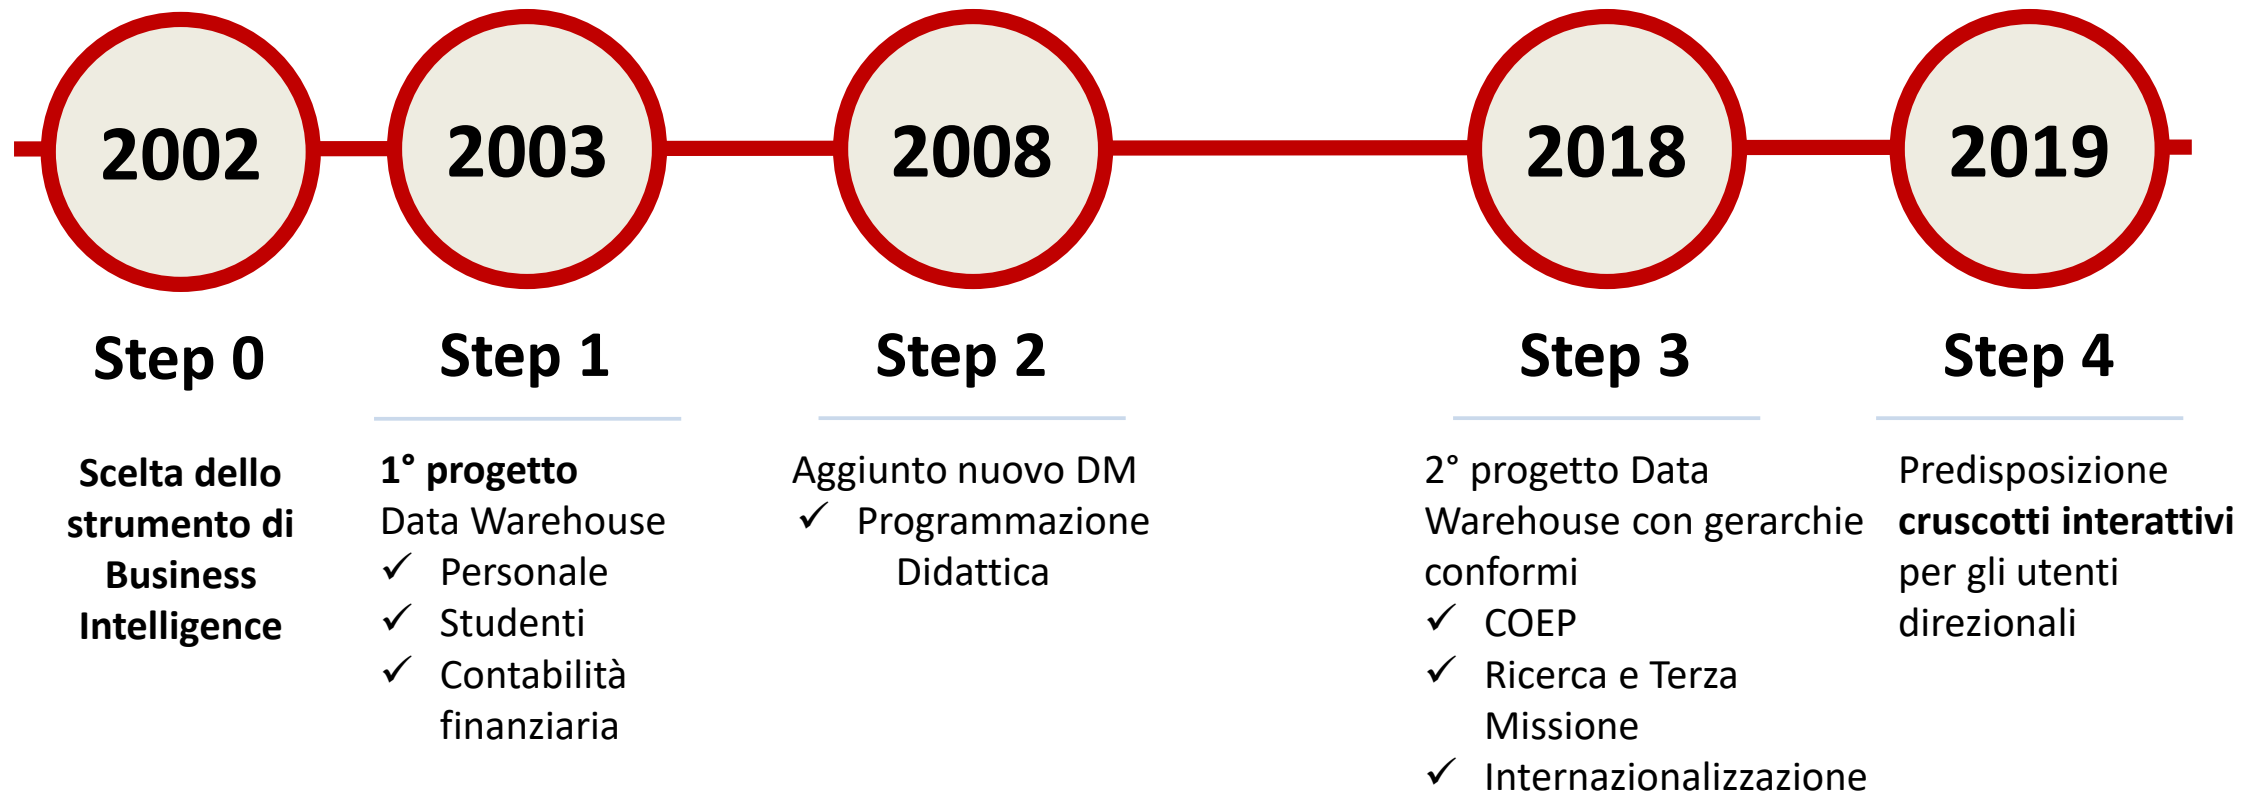 2002
Step 0
Scelta dello
strumento di
Business
Intelligence
2003
Step 1
1° progetto
Data Warehouse
✓ Personale
✓ Studenti
✓ Contabilità
finanziaria
2008
Step 2
Aggiunto nuovo DM
✓ Programmazione
Didattica
2018
Step 3
2° progetto Data
Warehouse con gerarchie
conformi
✓ COEP
✓ Ricerca e Terza
Missione
✓ Internazionalizzazione
2019
Step 4
Predisposizione
cruscotti interattivi
per gli utenti
direzionali